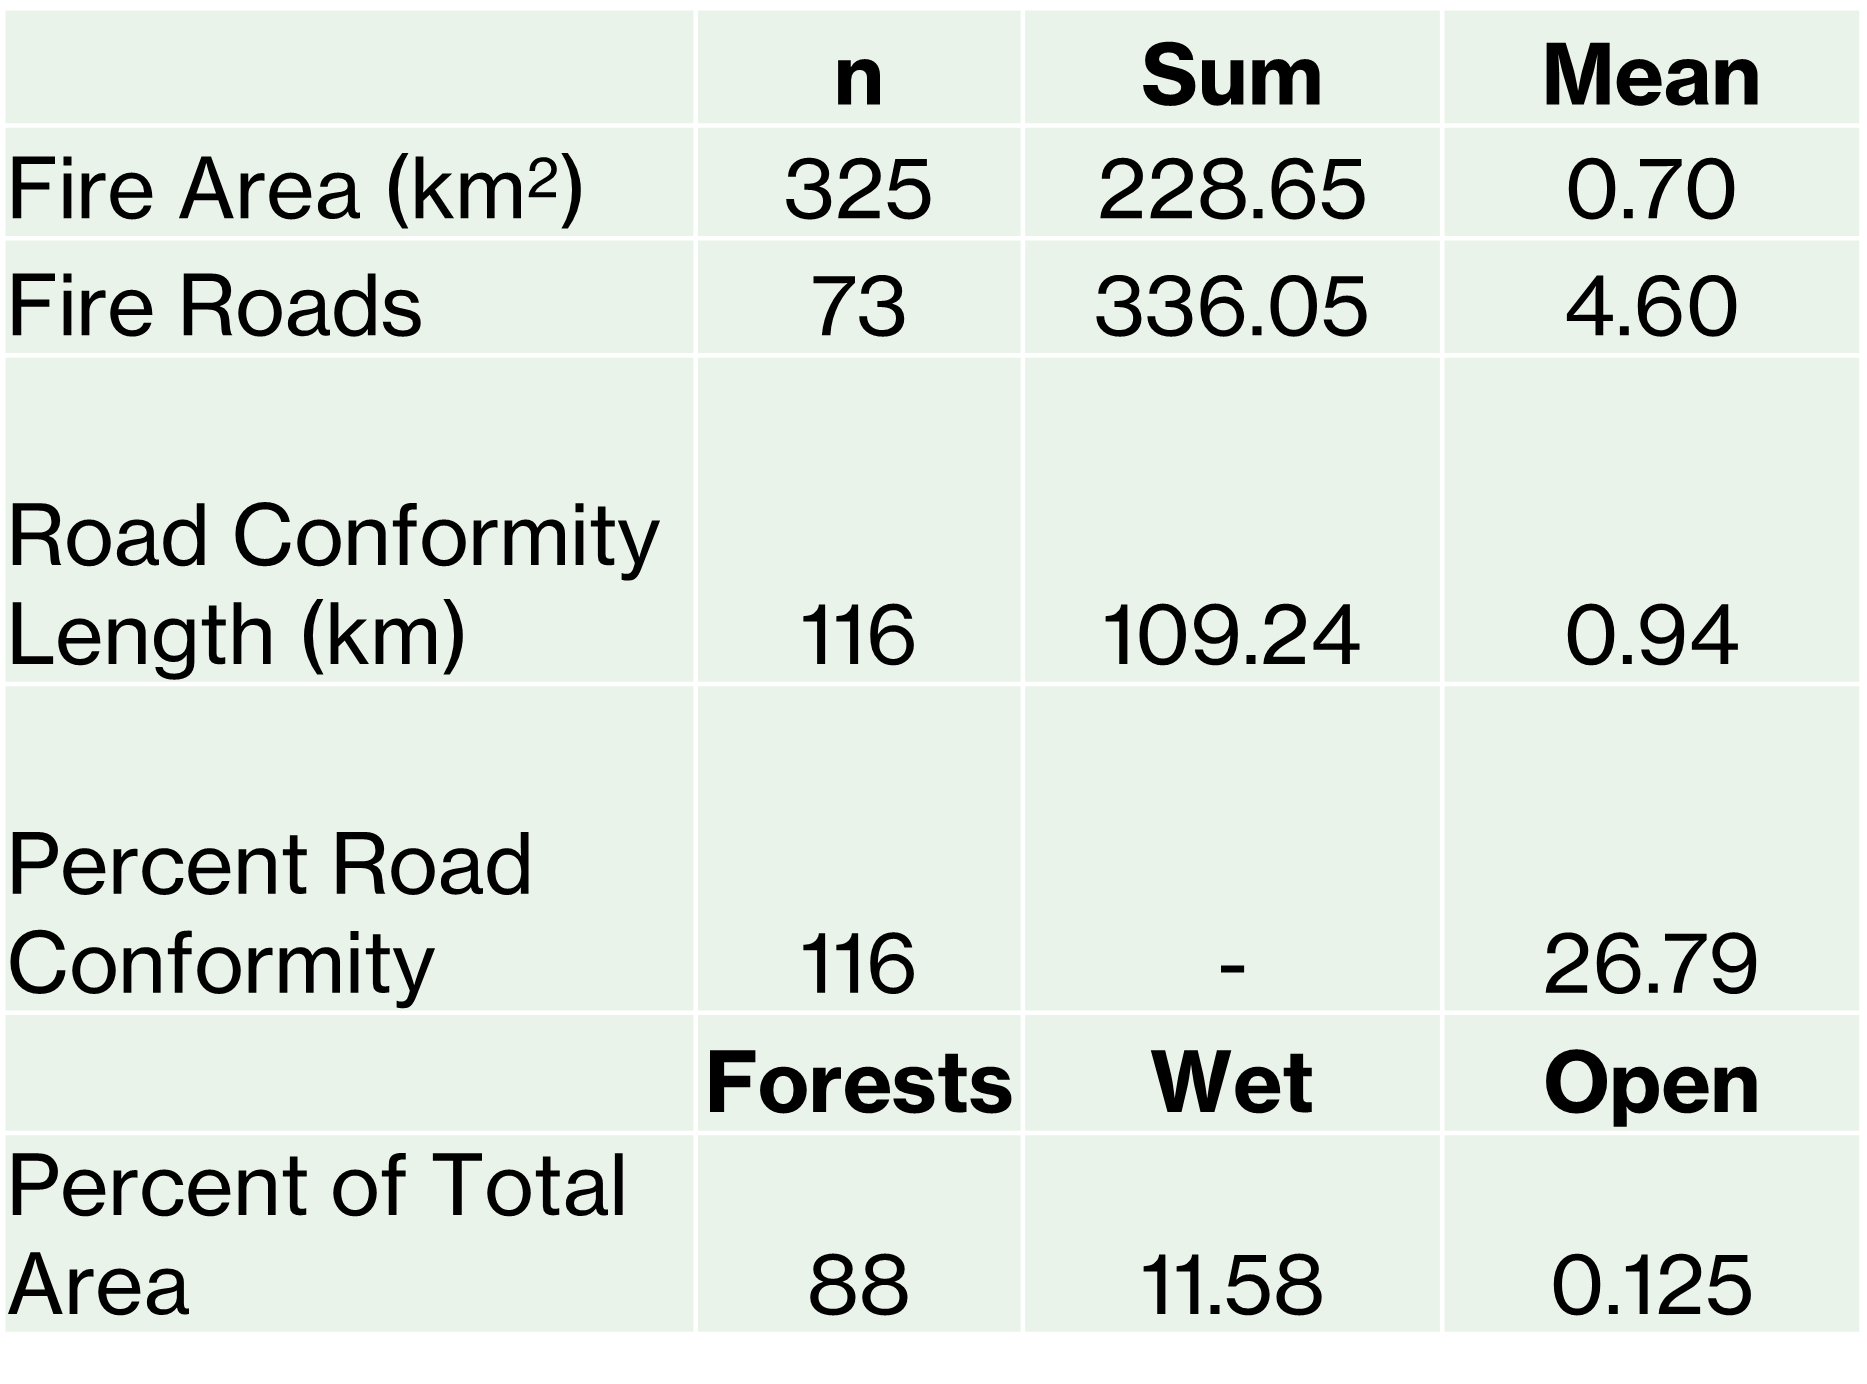 n Sum Mean
Fire Area (km²) 325 228.65 0.70
Fire Roads 73 336.05 4.60
Road Conformity
Length (km) 116 109.24 0.94
Percent Road
Conformity 116 - 26.79
Forests Wet Open
Percent of Total
Area 88 11.58 0.125